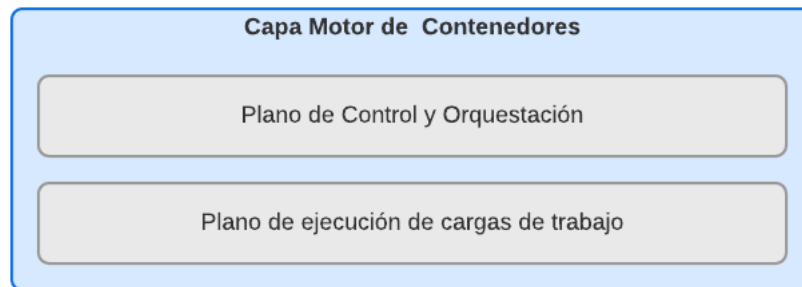 Capa Motor de  Contenedores
Plano de Control y Orquestación
Plano de ejecución de cargas de trabajo